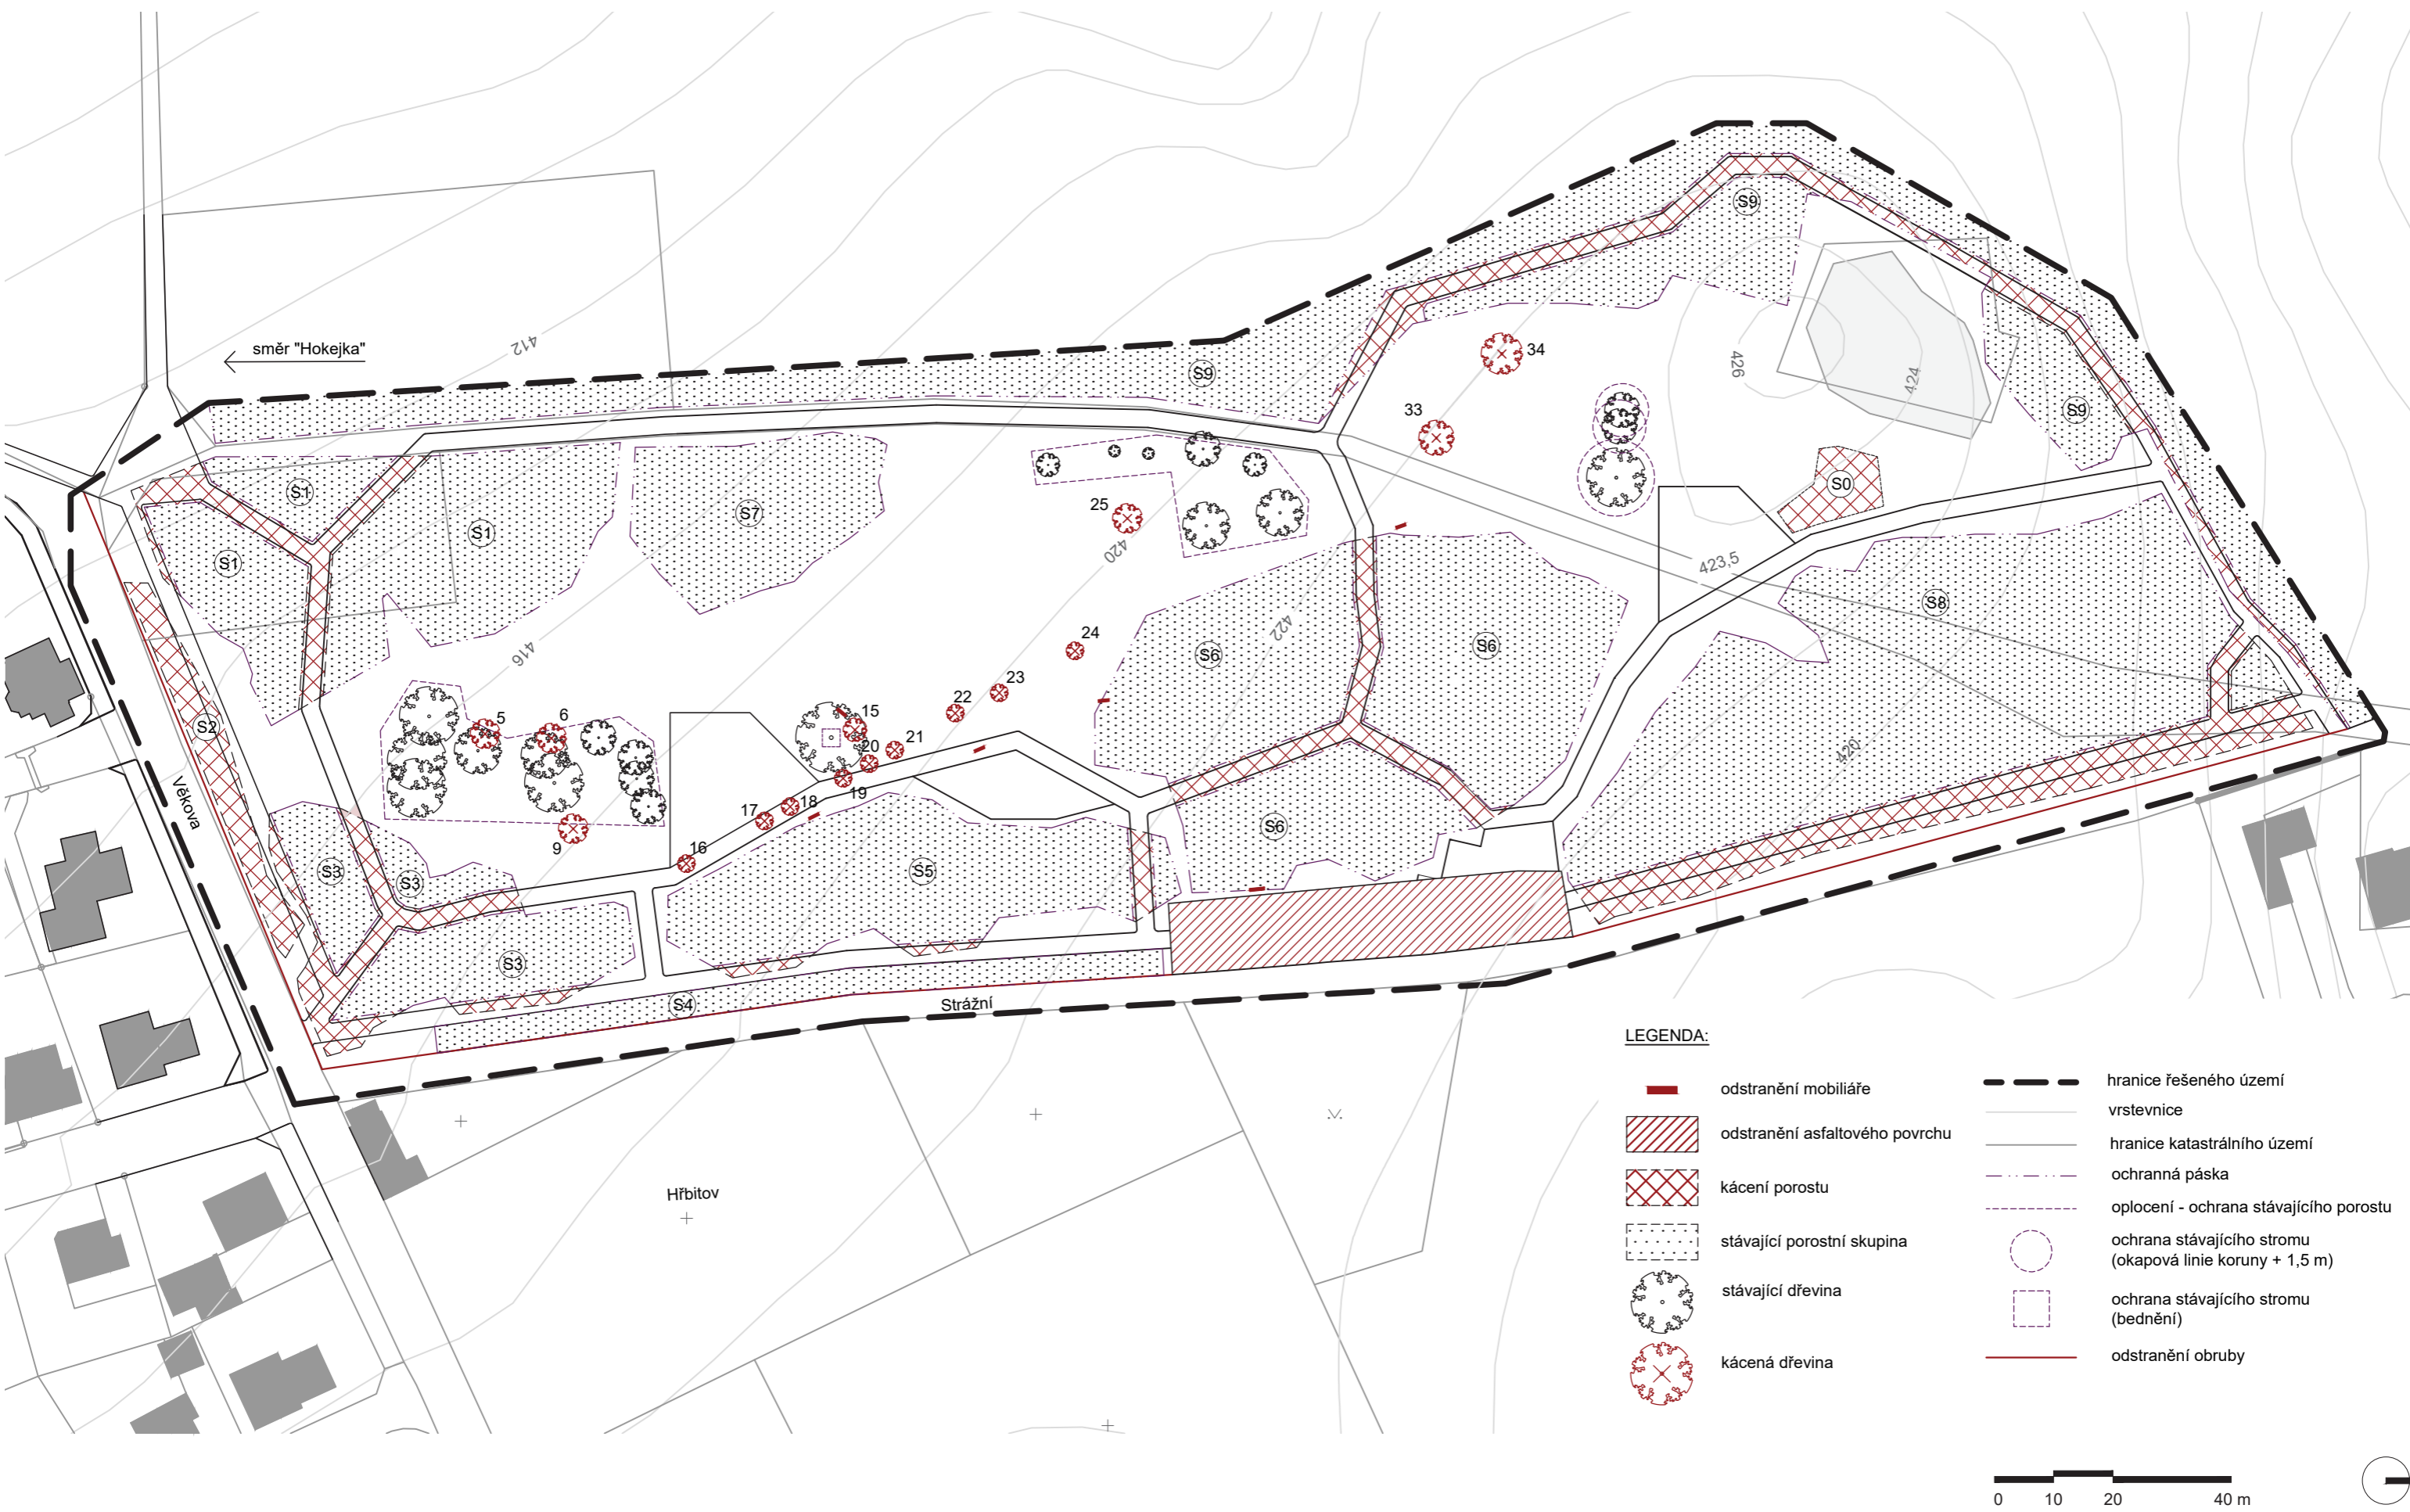 S9
směr "Hokejka"
412
S9
34
426
424
33
S9
S1
S7
S1
25
S0
S1
420
423,5
S8
422
24
S6
S6
416
23
22
5
6
15
S2
21
20
420
Věkova
19
18
17
S6
9
16
S5
S3
S3
S3
S4
Strážní
Hřbitov
LEGENDA:
odstranění mobiliáře
odstranění asfaltového povrchu
kácení porostu
stávající porostní skupina
stávající dřevina
kácená dřevina
hranice řešeného území
vrstevnice
hranice katastrálního území
ochranná páska
oplocení - ochrana stávajícího porostu
ochrana stávajícího stromu
(okapová linie koruny + 1,5 m)
ochrana stávajícího stromu
(bednění)
odstranění obruby
0 10 20 40 m